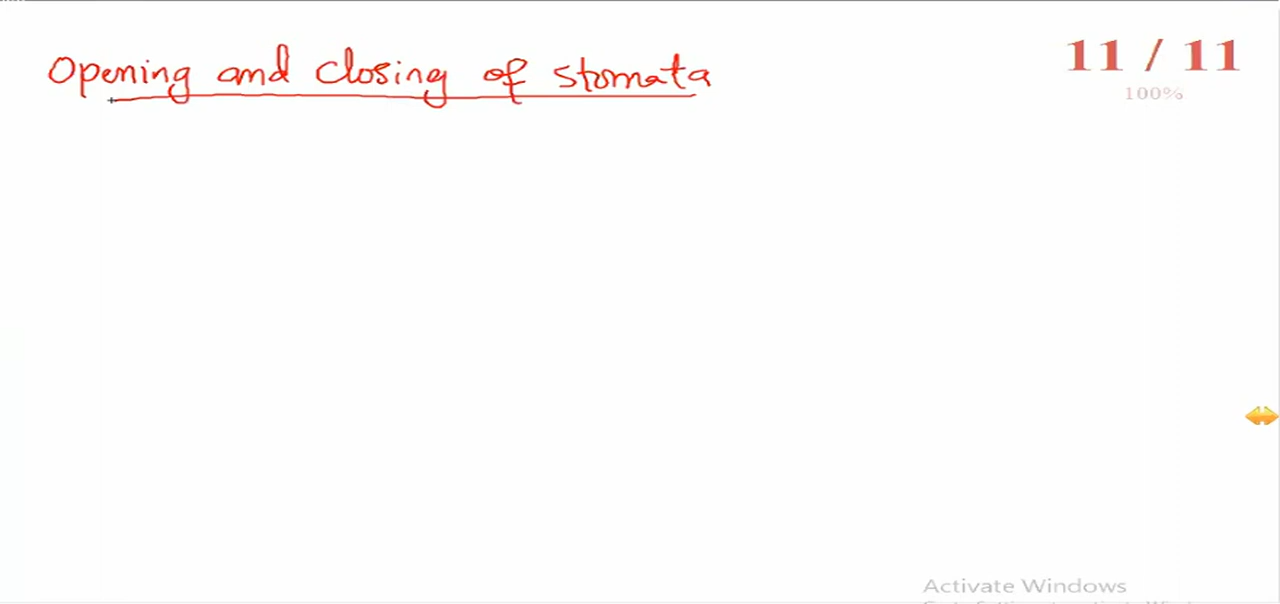 Opening and closing of stomata
11 / 11
100%
Activate Windows